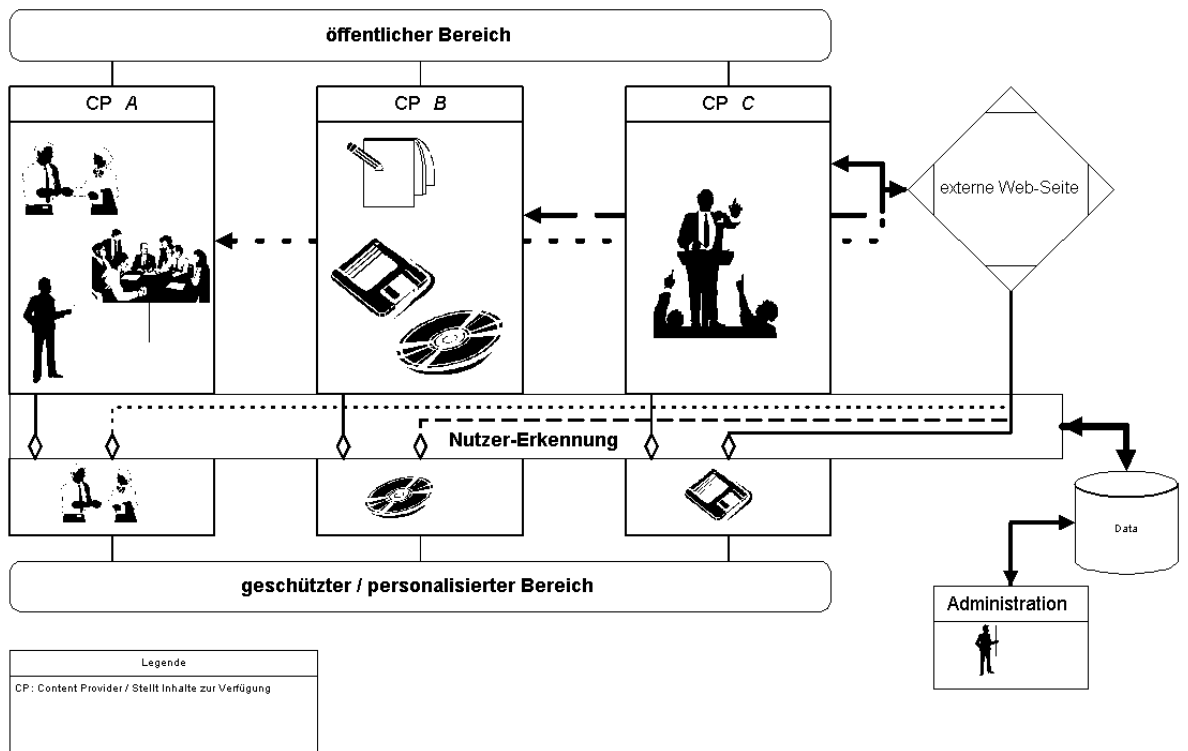 öffentlicher Bereich
CP A
CP B
CP C
externe Web-Seite
Nutzer-Erkennung
Data
geschützter / personalisierter Bereich
Administration
Legende
CP: Content Provider / Stellt Inhalte zur Verfügung